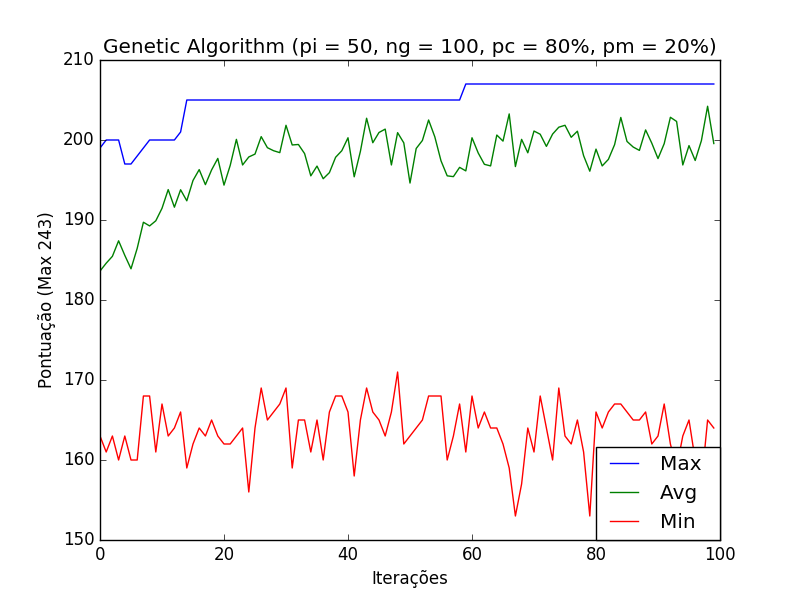 Genetic Algorithm (pi = 50, ng = 100, pc = 80%, pm = 20%)
210
200
190
180
170
160
150
Pontuação (Max 243)
Max
Avg
Min
0 20 40 60 80 100
Iterações